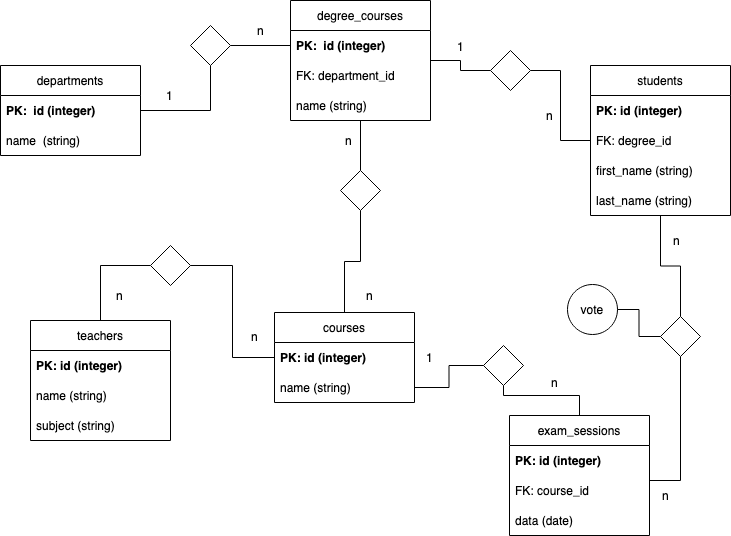 degree_courses
PK: id (integer)
FK: department_id
name (string)
n
1
departments
PK: id (integer)
name (string)
1
students
PK: id (integer)
FK: degree_id
first_name (string)
last_name (string)
n
n
n
n
vote
teachers
PK: id (integer)
name (string)
subject (string)
n
n
courses
PK: id (integer)
name (string)
n
1
n
exam_sessions
PK: id (integer)
FK: course_id
data (date)
n